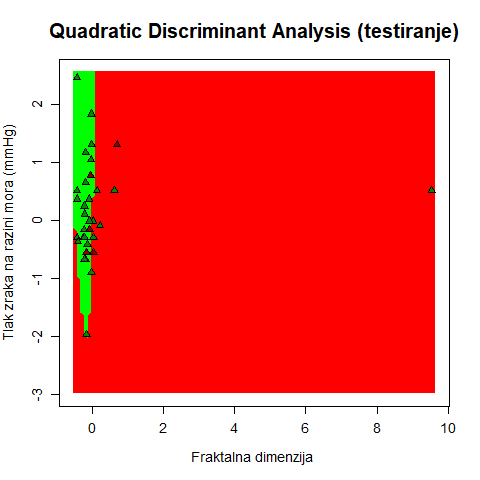 Quadratic Discriminant Analysis (testiranje)
Tlak zraka na razini mora (mmHg)
2
1
0
-1
-2
-3
0 2 4 6 8 10
Fraktalna dimenzija